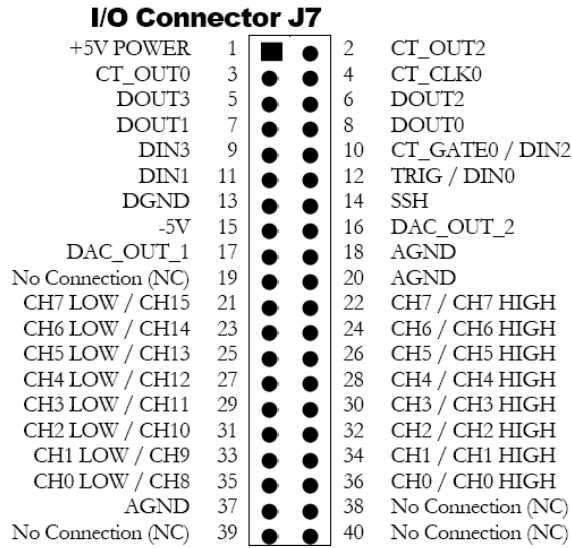 I/O Connector J7
+5V POWER 1 2 CT_OUT2
CT_OUT0 3 4 CT_CLK0
DOUT3 5 6 DOUT2
DOUT1 7 8 DOUT0
DIN3 9 10 CT_GATE0 / DIN2
DIN1 11 12 TRIG / DIN0
DGND 13 14 SSH
-5V 15 16 DAC_OUT_2
DAC_OUT_1 17 18 AGND
No Connection (NC) 19 20 AGND
CH7 LOW / CH15 21 22 CH7 / CH7 HIGH
CH6 LOW / CH14 23 24 CH6 / CH6 HIGH
CH5 LOW / CH13 25 26 CH5 / CH5 HIGH
CH4 LOW / CH12 27 28 CH4 / CH4 HIGH
CH3 LOW / CH11 29 30 CH3 / CH3 HIGH
CH2 LOW / CH10 31 32 CH2 / CH2 HIGH
CH1 LOW / CH9 33 34 CH1 / CH1 HIGH
CH0 LOW / CH8 35 36 CH0 / CH0 HIGH
AGND 37 38 No Connection (NC)
No Connection (NC) 39 40 No Connection (NC)